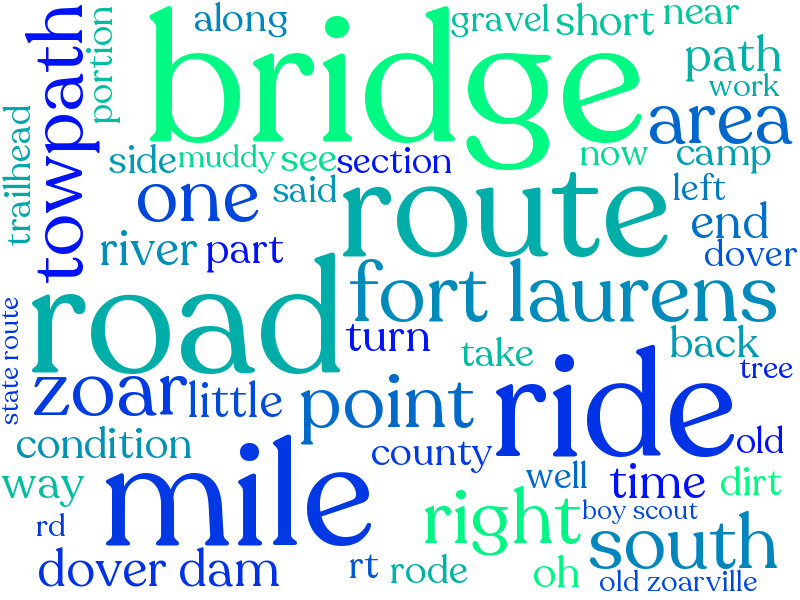 along
bridge
gravel
short
near
towpath
portion
path
work
area
trailhead
side
muddy
see
section
now
camp
one
said
route
left
end
river
part
dover
road
fort laurens
state route
turn
take
back
tree
zoar
little
point
ride
condition
county
old
way
mile
well
time
dirt
right
boy scout
rd
south
dover dam
rt
rode
oh
old zoarville